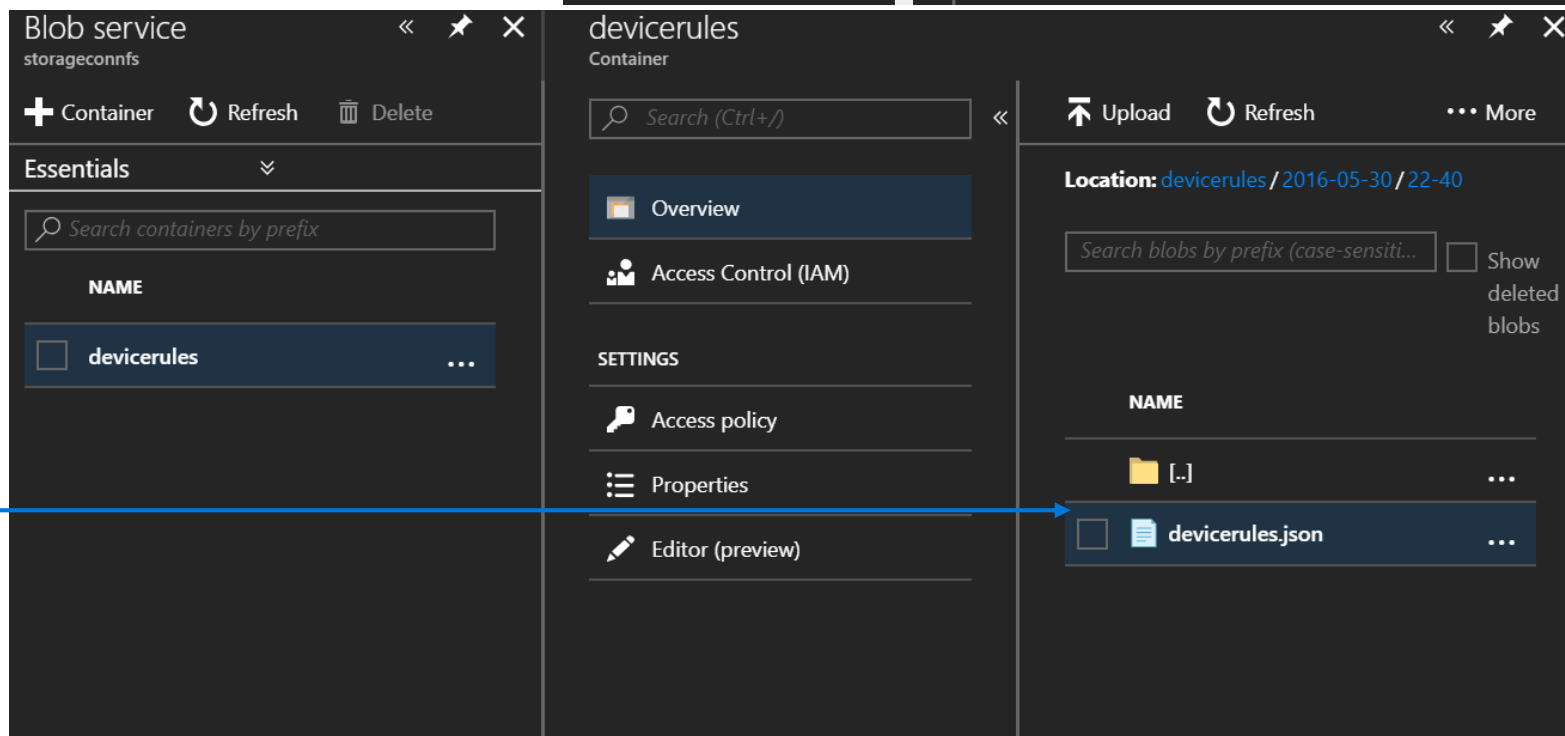 Blob service
storageconnfs
Container Refresh Delete
Essentials
Search containers by prefix
NAME
devicerules ...
devicerules
Container
Search (Ctrl+/)
Overview
Access Control (IAM)
SETTINGS
Access policy
Properties
Editor (preview)
Upload Refresh ... More
Location: devicerules / 2016-05-30 / 22-40
Search blobs by prefix (case-sensiti...
Show
deleted
blobs
NAME
[..] ...
devicerules.json ...